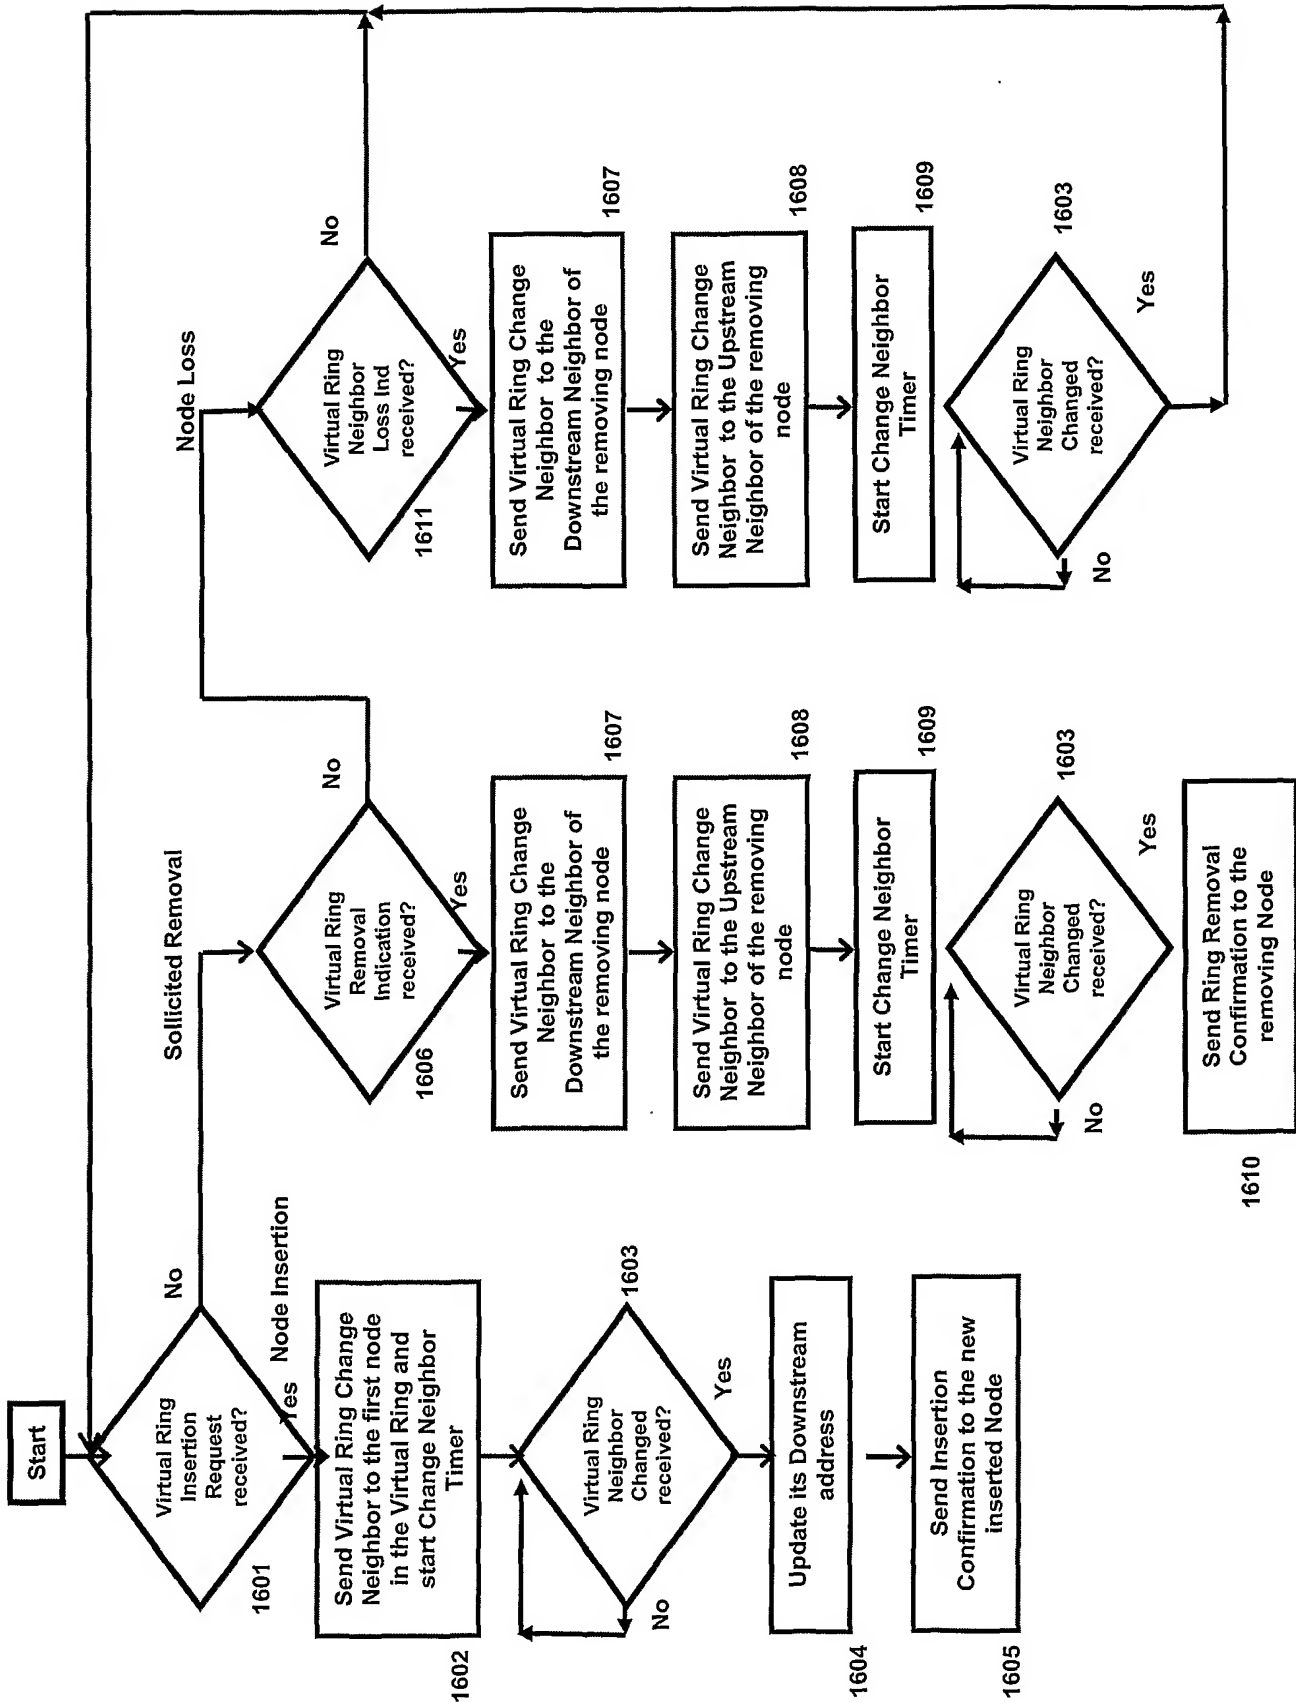 Start
Virtual Ring
Insertion
Request
received?
1601
No
Yes
Node Insertion
Send Virtual Ring Change
Neighbor to the first node
in the Virtual Ring and
start Change Neighbor
Timer
1602
Virtual Ring
Neighbor
Changed
received?
1603
No
Yes
Update its Downstream
address
1604
Send Insertion
Confirmation to the new
inserted Node
1605
Sollicited Removal
Virtual Ring
Removal
Indication
received?
1606
No
Yes
Send Virtual Ring Change
Neighbor to the
Downstream Neighbor of
the removing node
1607
Send Virtual Ring Change
Neighbor to the Upstream
Neighbor of the removing
node
1608
Start Change Neighbor
Timer
1609
Virtual Ring
Neighbor
Changed
received?
1603
No
Yes
Send Ring Removal
Confirmation to the
removing Node
1610
Node Loss
Virtual Ring
Neighbor
Loss Ind
received?
1611
No
Yes
Send Virtual Ring Change
Neighbor to the
Downstream Neighbor of
the removing node
1607
Send Virtual Ring Change
Neighbor to the Upstream
Neighbor of the removing
node
1608
Start Change Neighbor
Timer
1609
Virtual Ring
Neighbor
Changed
received?
1603
No
Yes